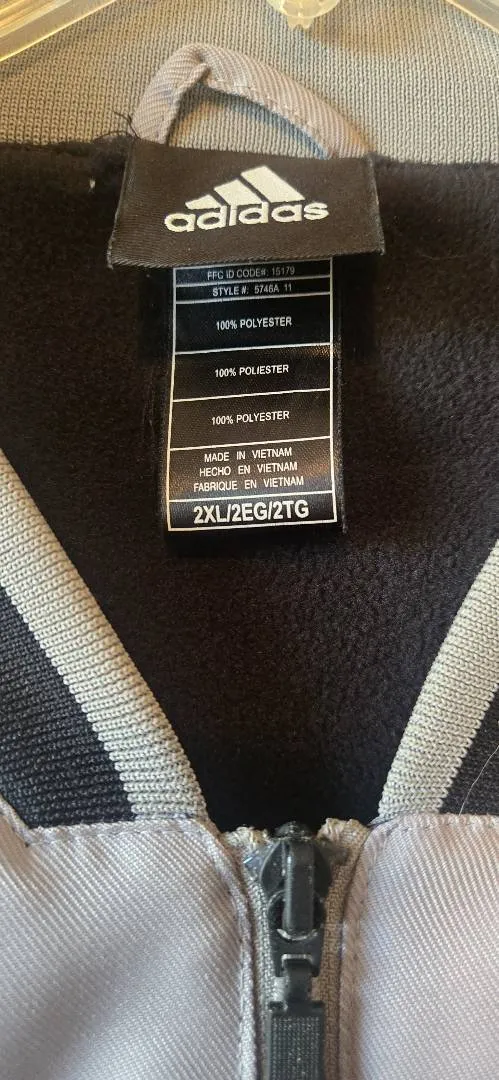 adidas
FFC ID CODE#: 15179
STYLE #: 5746A 11
100% POLYESTER
100% POLIESTER
100% POLYESTER
MADE IN VIETNAM
HECHO EN VIETNAM
FABRIQUE EN VIETNAM
2XL/2EG/2TG